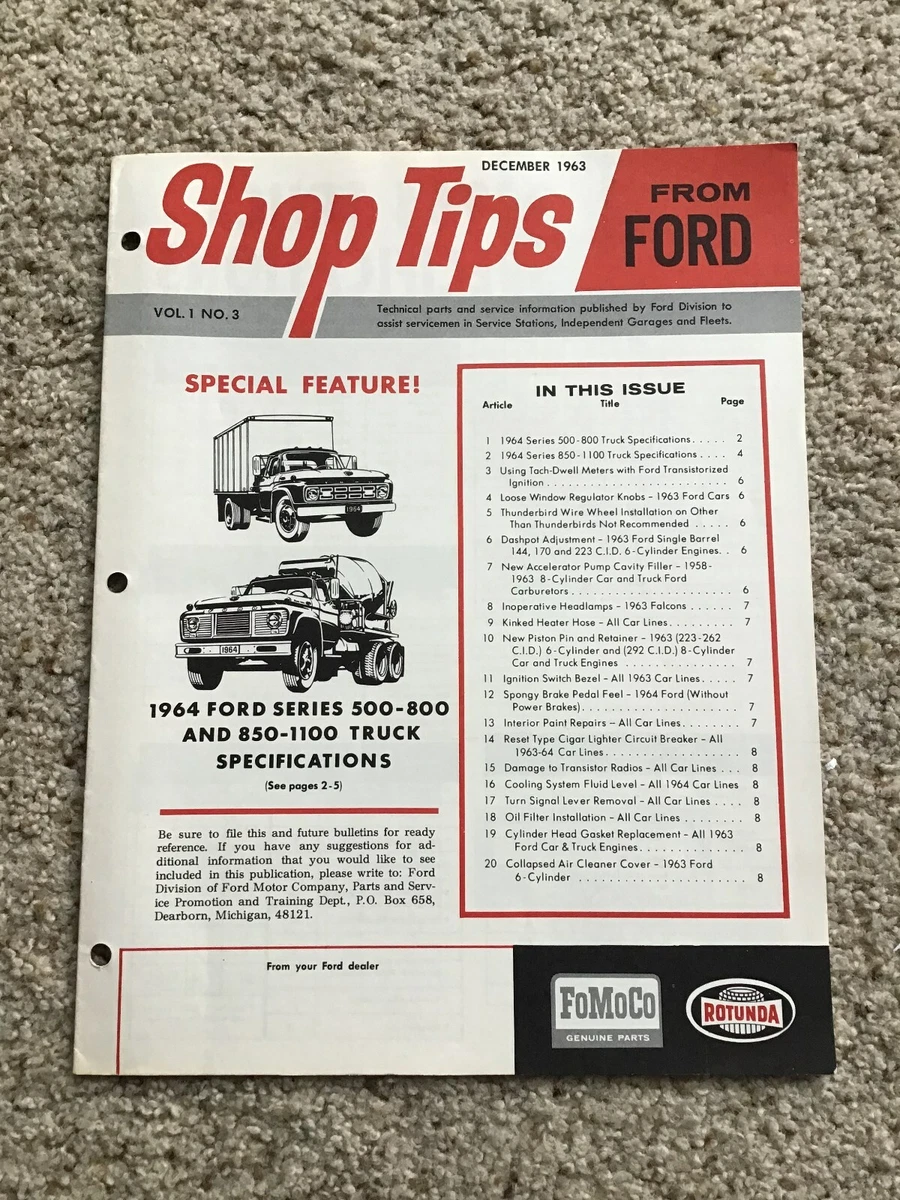 DECEMBER 1963
Shop Tips
FROM
FORD
VOL. 1 NO. 3
Technical parts and service information published by Ford Division to
assist servicemen in Service Stations, Independent Garages and Fleets.
SPECIAL FEATURE!
1964
1964
1964 FORD SERIES 500-800
AND 850-1100 TRUCK
SPECIFICATIONS
(See pages 2-5)
Be sure to file this and future bulletins for ready
reference. If you have any suggestions for ad-
ditional information that you would like to see
included in this publication, please write to: Ford
Division of Ford Motor Company, Parts and Serv-
ice Promotion and Training Dept., P.O. Box 658,
Dearborn, Michigan, 48121.
IN THIS ISSUE
Article Title Page
1 1964 Series 500-800 Truck Specifications. . . . . 2
2 1964 Series 850-1100 Truck Specifications . . . . 4
3 Using Tach-Dwell Meters with Ford Transistorized
Ignition . . . . . . . . . . . . . . . . . . . . . . . . . . 6
4 Loose Window Regulator Knobs – 1963 Ford Cars 6
5 Thunderbird Wire Wheel Installation on Other
Than Thunderbirds Not Recommended . . . . . 6
6 Dashpot Adjustment – 1963 Ford Single Barrel
144, 170 and 223 C.I.D. 6-Cylinder Engines. . 6
7 New Accelerator Pump Cavity Filler – 1958-
1963 8-Cylinder Car and Truck Ford
Carburetors . . . . . . . . . . . . . . . . . . . . . . . 6
8 Inoperative Headlamps – 1963 Falcons . . . . . . 7
9 Kinked Heater Hose – All Car Lines. . . . . . . . . 7
10 New Piston Pin and Retainer – 1963 (223-262
C.I.D.) 6-Cylinder and (292 C.I.D.) 8-Cylinder
Car and Truck Engines . . . . . . . . . . . . . . . 7
11 Ignition Switch Bezel – All 1963 Car Lines. . . . . 7
12 Spongy Brake Pedal Feel – 1964 Ford (Without
Power Brakes). . . . . . . . . . . . . . . . . . . . . 7
13 Interior Paint Repairs – All Car Lines. . . . . . . . 7
14 Reset Type Cigar Lighter Circuit Breaker – All
1963-64 Car Lines. . . . . . . . . . . . . . . . . . . 8
15 Damage to Transistor Radios – All Car Lines . . . 8
16 Cooling System Fluid Level – All 1964 Car Lines 8
17 Turn Signal Lever Removal – All Car Lines . . . . 8
18 Oil Filter Installation – All Car Lines . . . . . . . . 8
19 Cylinder Head Gasket Replacement – All 1963
Ford Car & Truck Engines. . . . . . . . . . . . . . . 8
20 Collapsed Air Cleaner Cover – 1963 Ford
6-Cylinder . . . . . . . . . . . . . . . . . . . . . . . . 8
From your Ford dealer
FoMoCo
GENUINE PARTS
ROTUNDA